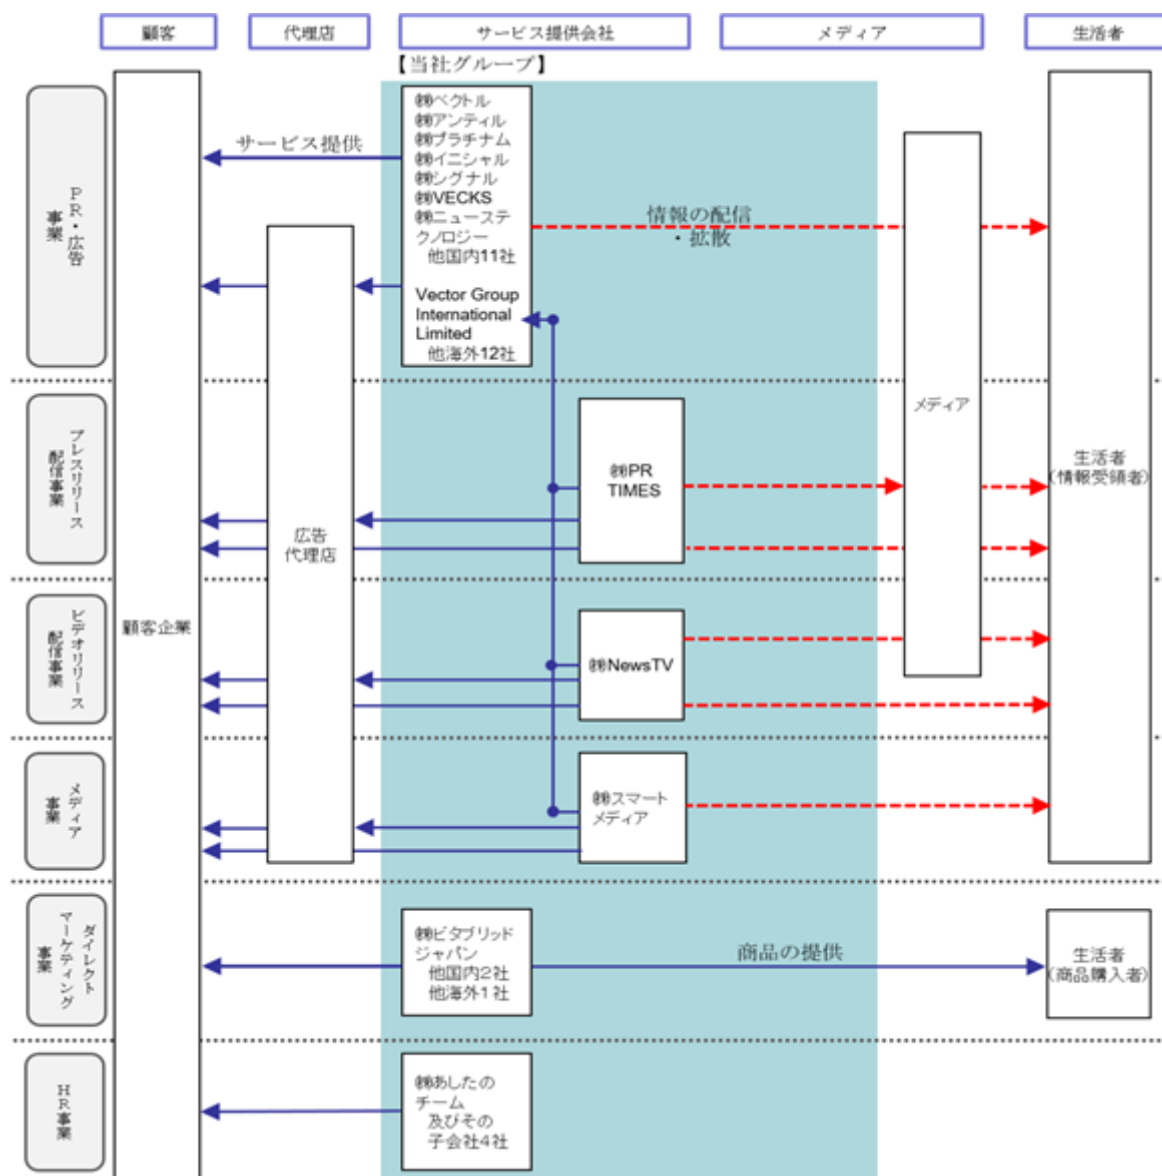 顧客
代理店
サービス提供会社
メディア
生活者
【当社グループ】
PR・広告
事業
サービス提供
㈱ベクトル
㈱アンティル
㈱プラチナム
㈱イニシャル
㈱シグナル
㈱VECKS
㈱ニューステ
クノロジー
他国内11社
Vector Group
International
Limited
他海外12社
情報の配信
・拡散
メディア
生活者
(情報受領者)
プレスリリース
配信事業
㈱PR
TIMES
広告
代理店
顧客企業
ビデオリリース
配信事業
㈱NewsTV
メディア
事業
㈱スマート
メディア
ダイレクト
マーケティング
事業
㈱ビタブリッド
ジャパン
他国内2社
他海外1社
商品の提供
生活者
(商品購入者)
HR事業
㈱あしたの
チーム
及びその
子会社4社